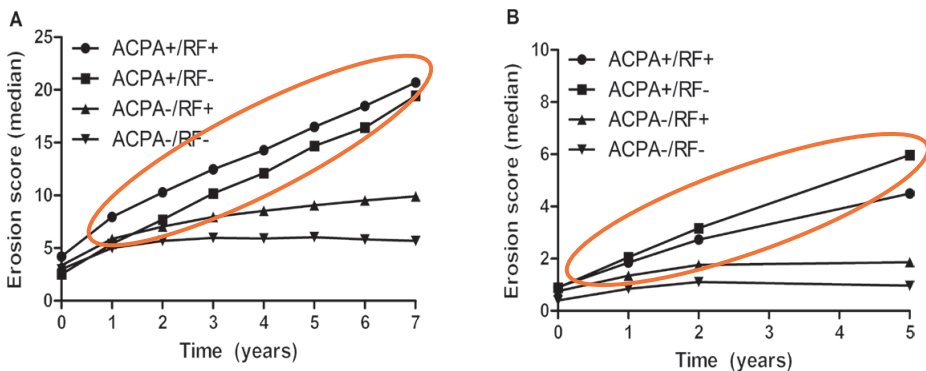 A
Erosion score (median)
25
20
15
10
5
0
ACPA+/RF+
ACPA+/RF-
ACPA-/RF+
ACPA-/RF-
0 1 2 3 4 5 6 7
Time (years)
B
Erosion score (median)
10
8
6
4
2
0
ACPA+/RF+
ACPA+/RF-
ACPA-/RF+
ACPA-/RF-
0 1 2 3 4 5
Time (years)